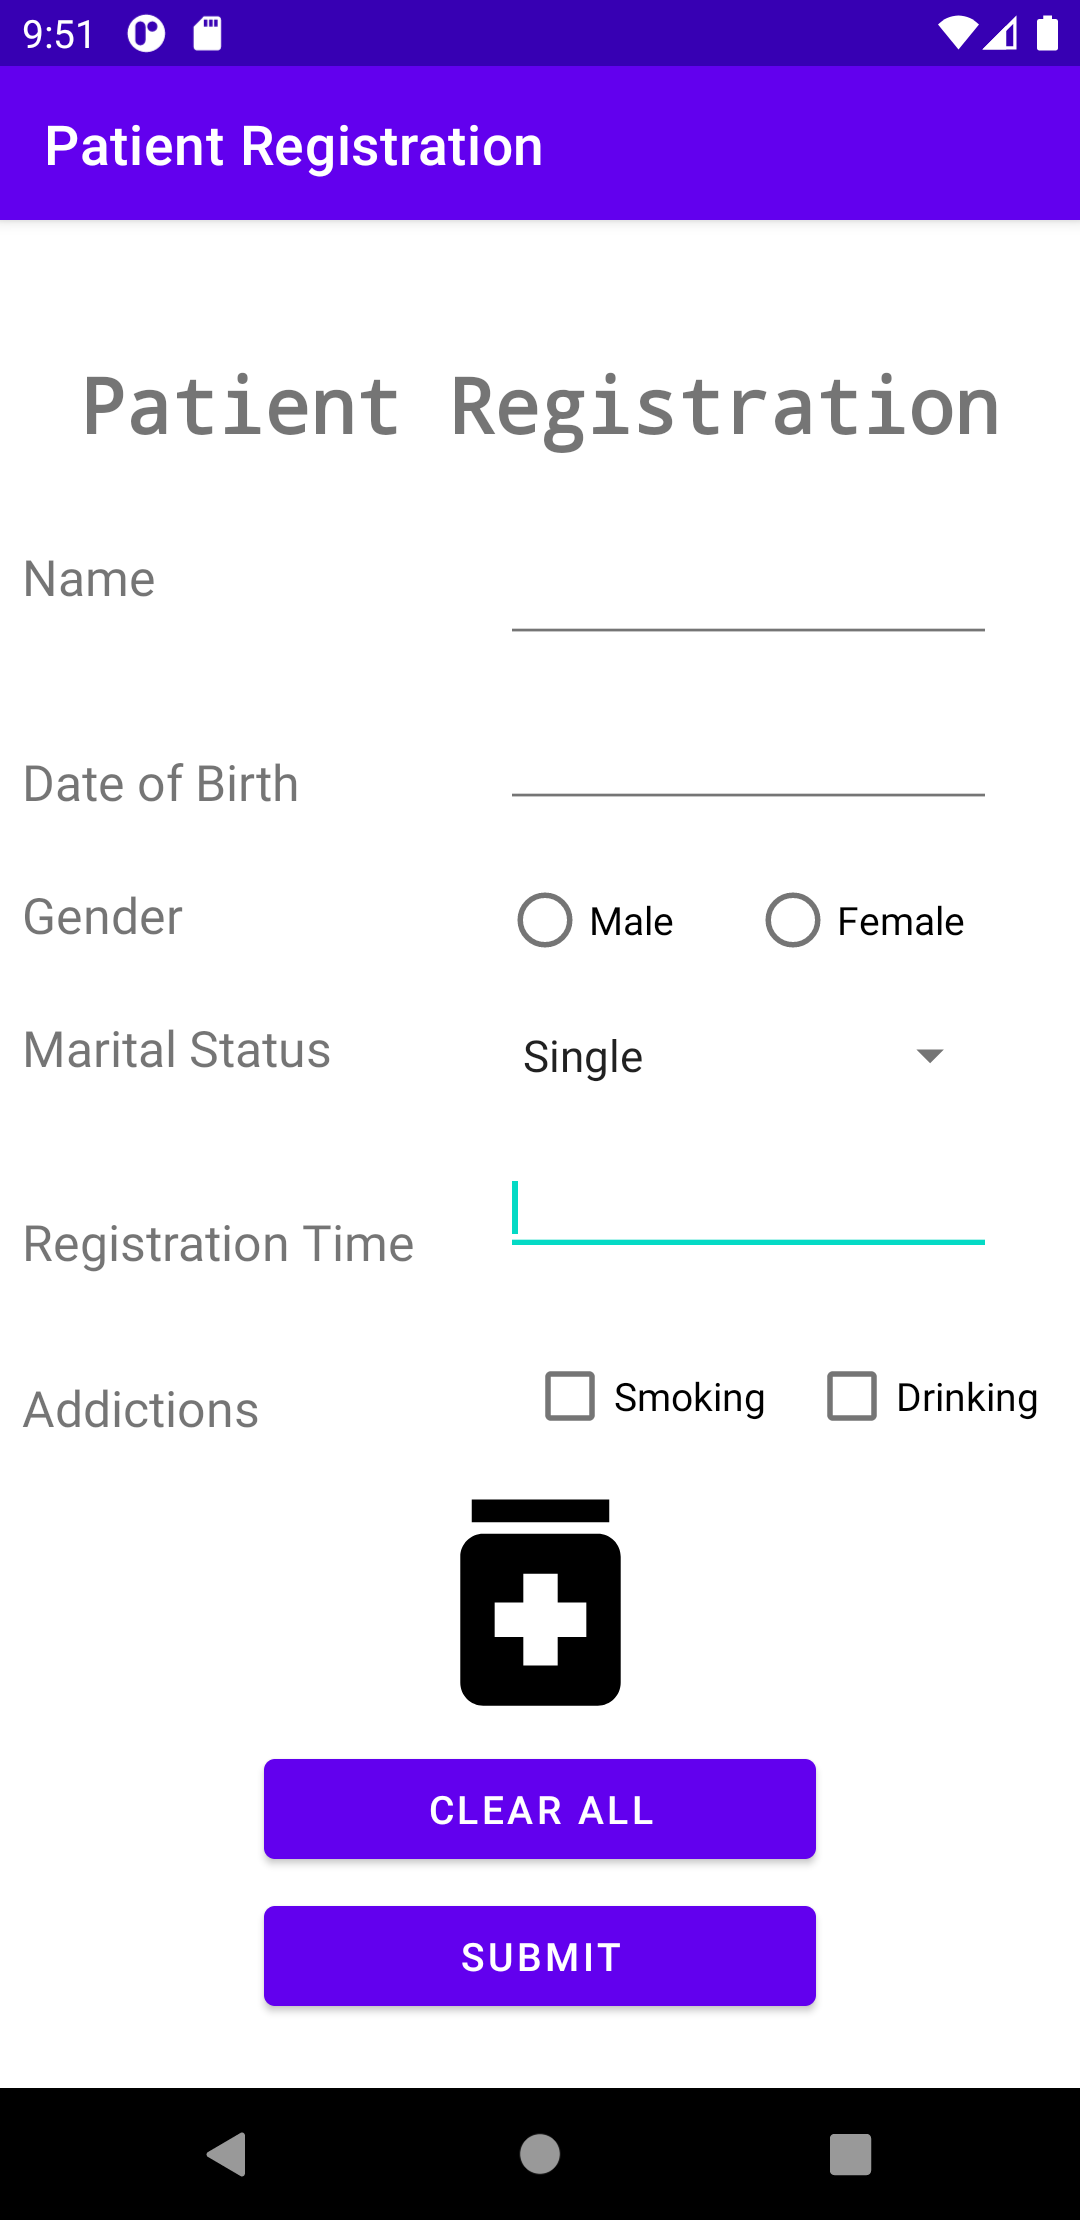 9:51
Patient Registration
Patient Registration
Name
Date of Birth
Gender
Male
Female
Marital Status
Single
Registration Time
Addictions
Smoking
Drinking
CLEAR ALL
SUBMIT